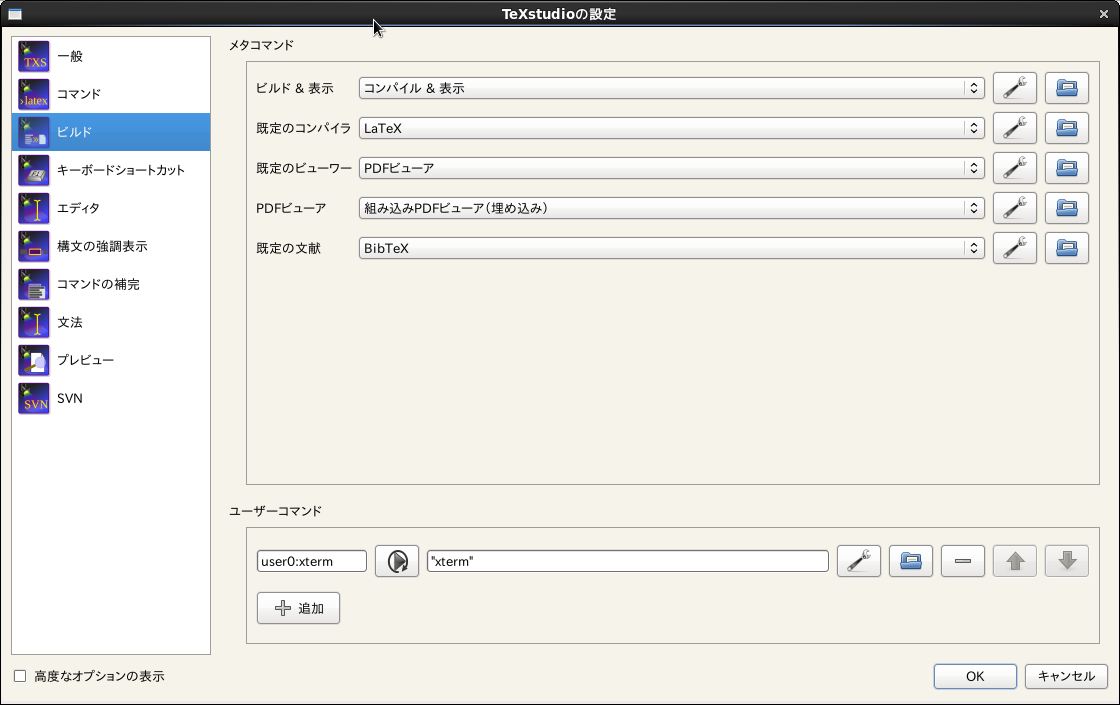 TeXstudioの設定
TXS 一般
›latex コマンド
ビルド
キーボードショートカット
エディタ
構文の強調表示
コマンドの補完
文法
プレビュー
SVN SVN
メタコマンド
ビルド & 表示 コンパイル & 表示
既定のコンパイラ LaTeX
既定のビューワー PDFビューア
PDFビューア 組み込みPDFビューア(埋め込み)
既定の文献 BibTeX
ユーザーコマンド
user0:xterm "xterm"
追加
高度なオプションの表示
OK キャンセル